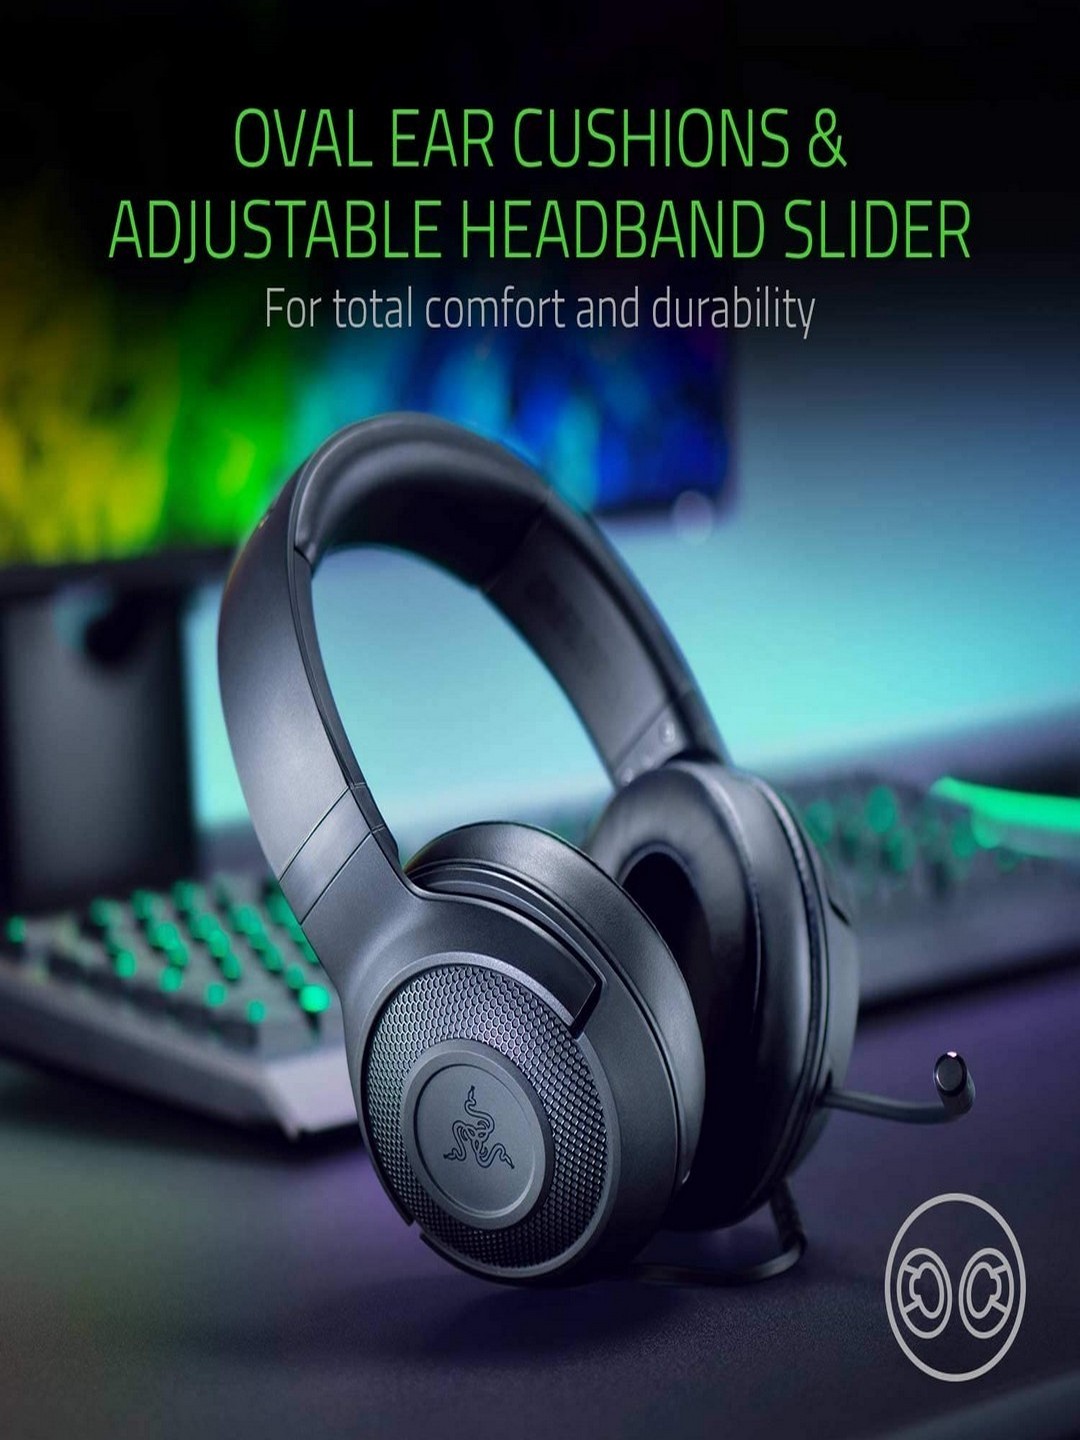 OVAL EAR CUSHIONS &
ADJUSTABLE HEADBAND SLIDER
For total comfort and durability